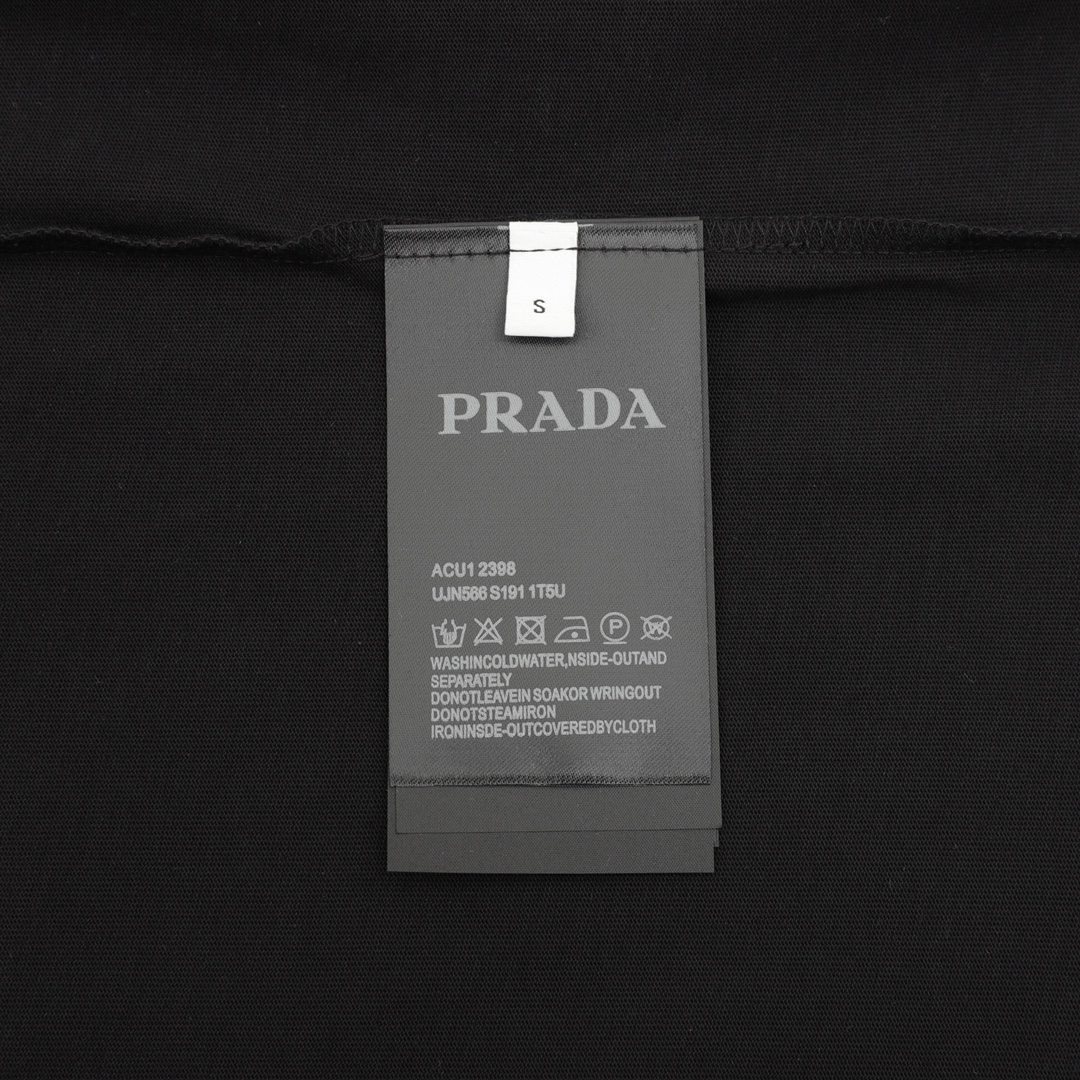 S
PRADA
ACU1 2398
UJN566 S191 1T5U
P W
WASHINCOLDWATER,NSIDE-OUTAND
SEPARATELY
DONOTLEAVEIN SOAKOR WRINGOUT
DONOTSTEAMIRON
IRONINSDE-OUTCOVEREDBYCLOTH